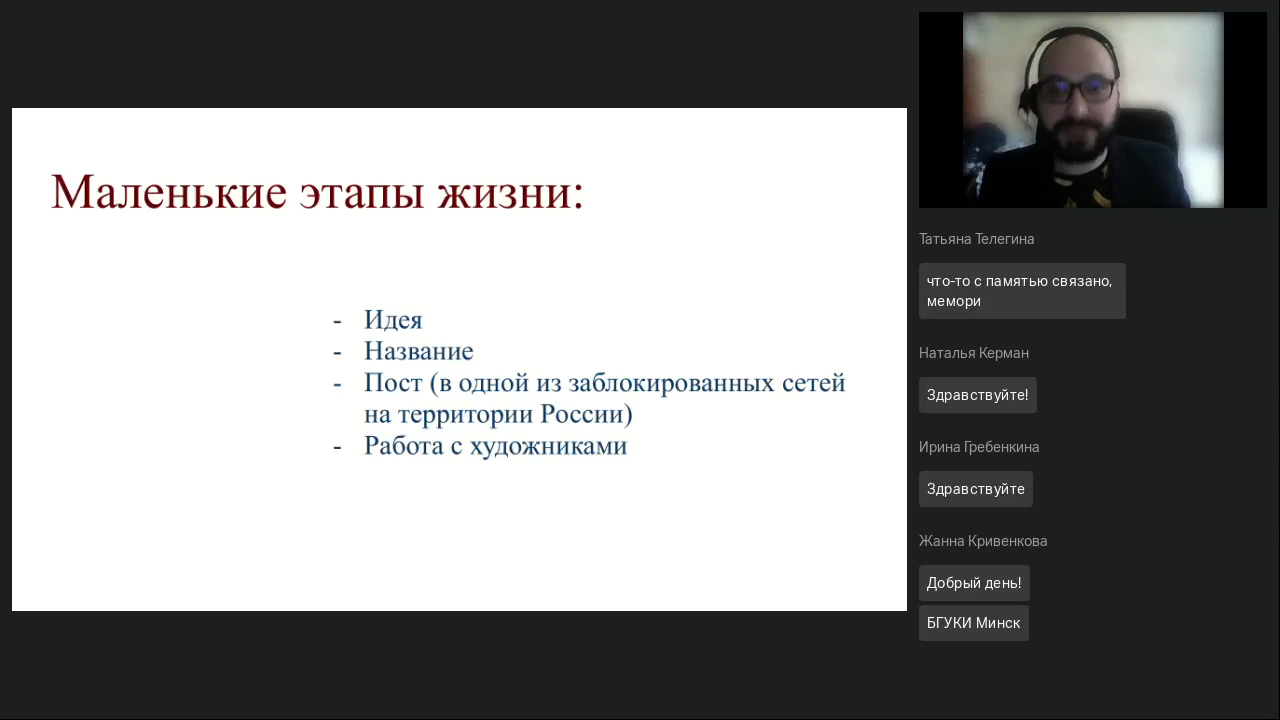 Маленькие этапы жизни:
- Идея
- Название
- Пост (в одной из заблокированных сетей
на территории России)
- Работа с художниками
Татьяна Телегина
что-то с памятью связано,
мемори
Наталья Керман
Здравствуйте!
Ирина Гребенкина
Здравствуйте
Жанна Кривенкова
Добрый день!
БГУКИ Минск